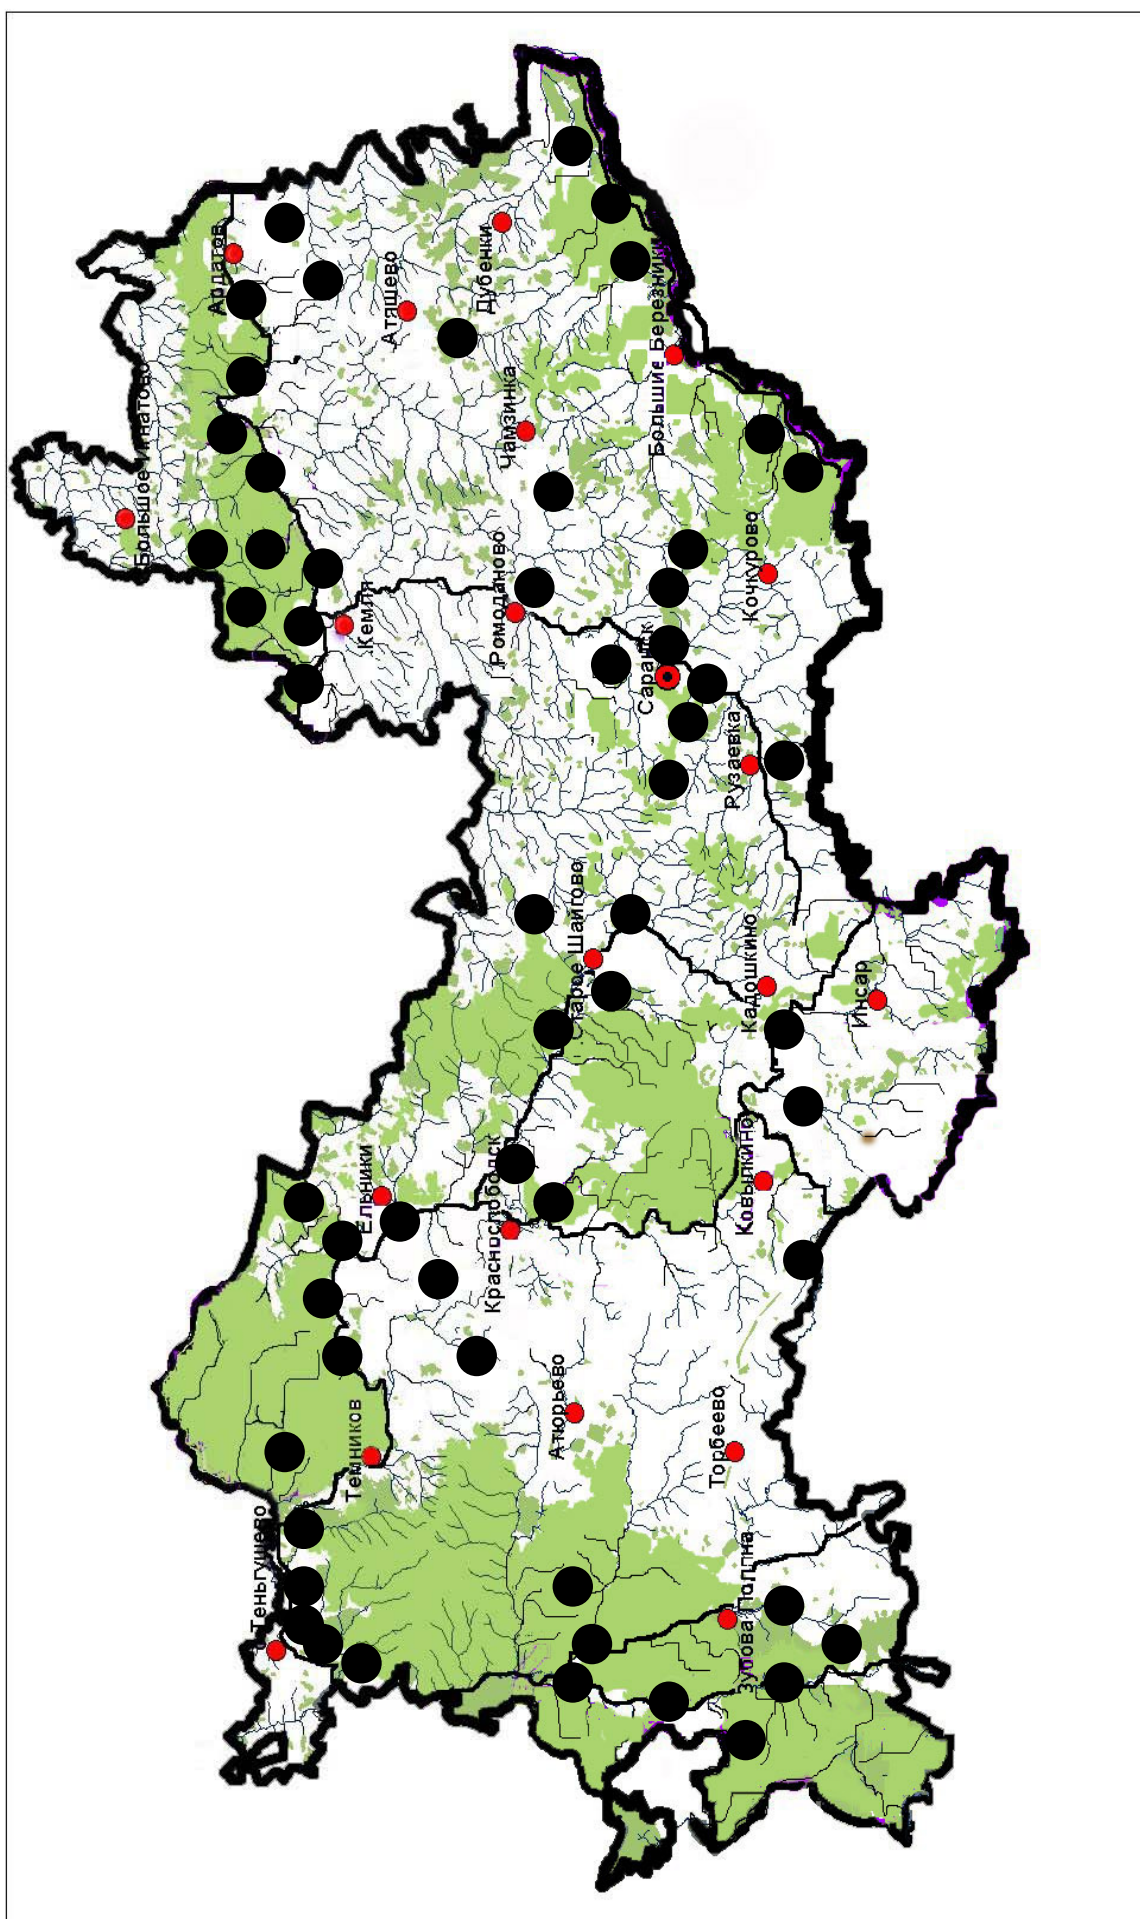 Теньгушево
Темников
Ельники
Краснослободск
Атюрьево
Торбеево
Зубова Поляна
Ковылкино
Кадошкино
Инсар
Старое Шайгово
Рузаевка
Саранск
Ромоданово
Кемля
Кочкурово
Большое Игнатово
Чамзинка
Большие Березники
Атяшево
Ардатов
Дубенки